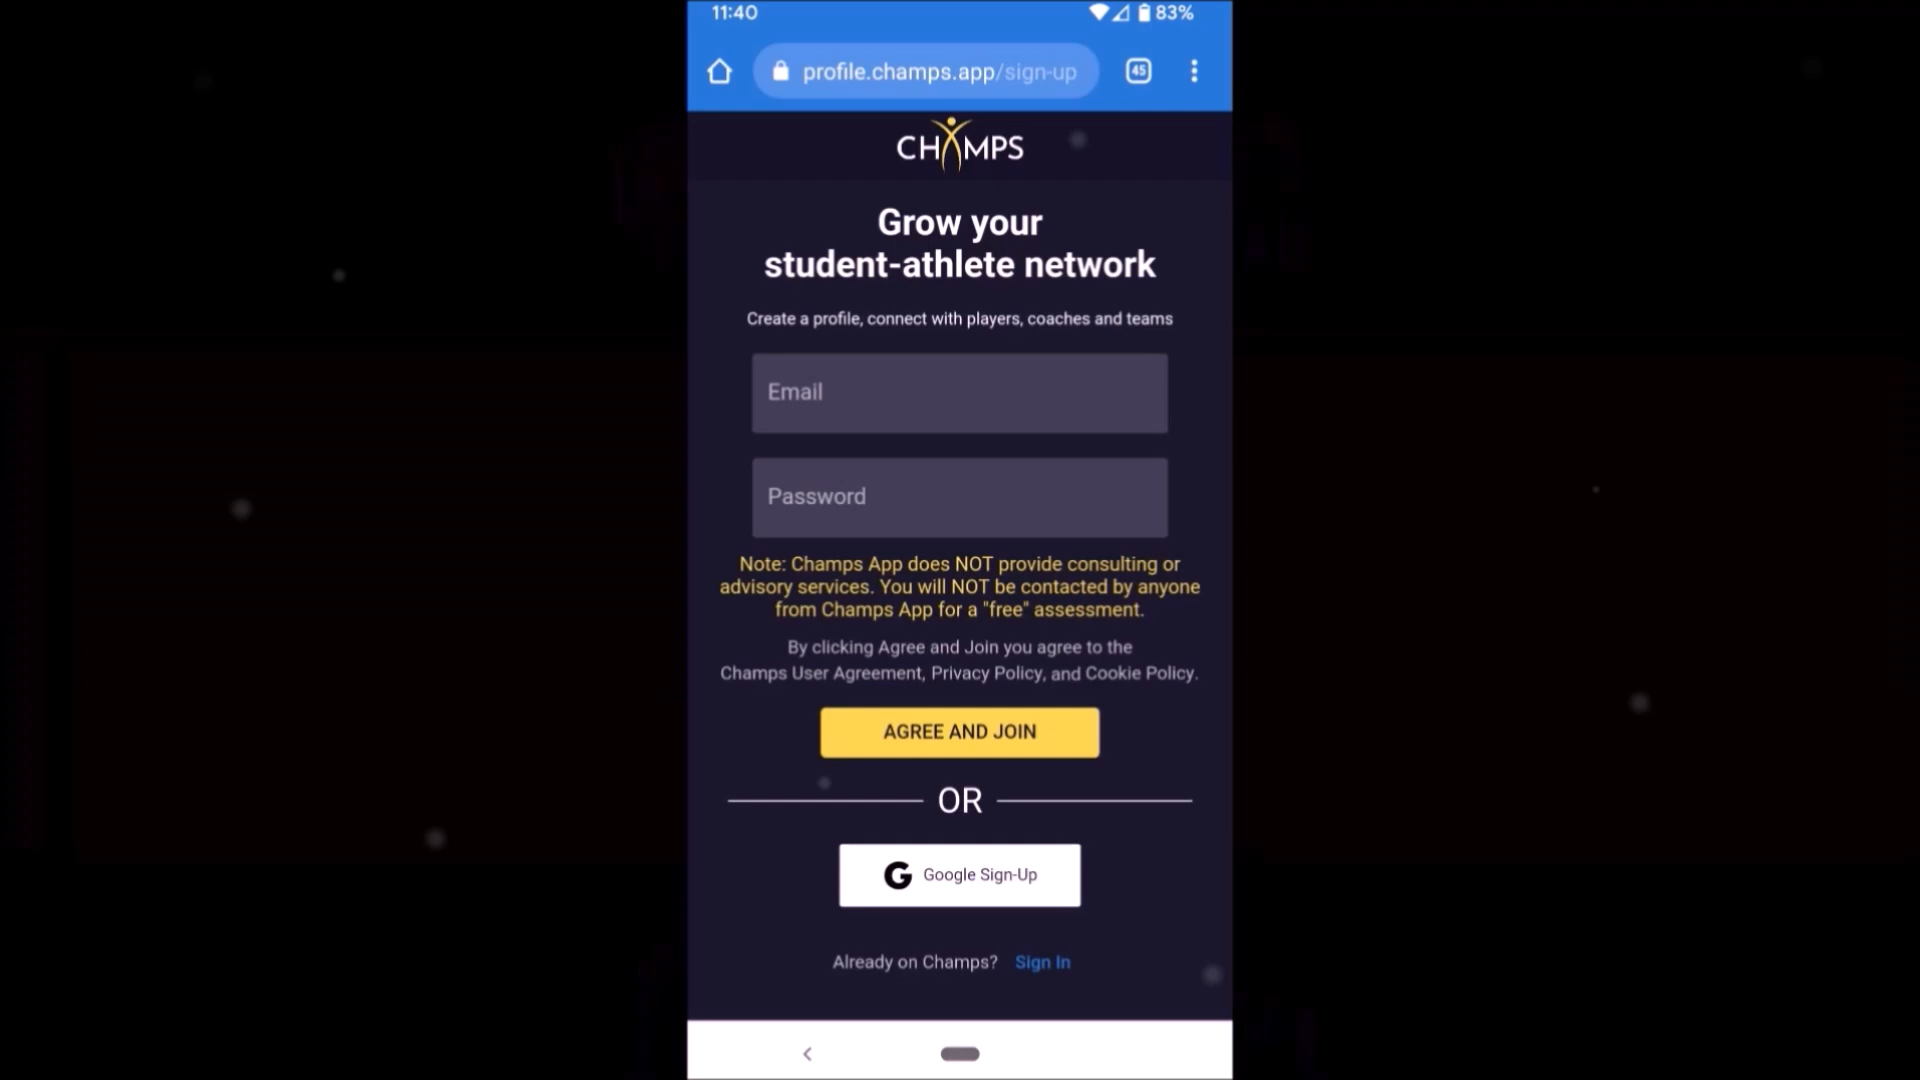 11:40
83%
profile.champs.app/sign-up
45
CHAMPS
Grow your
student-athlete network
Create a profile, connect with players, coaches and teams
Email
Password
Note: Champs App does NOT provide consulting or
advisory services. You will NOT be contacted by anyone
from Champs App for a "free" assessment.
By clicking Agree and Join you agree to the
Champs User Agreement, Privacy Policy, and Cookie Policy.
AGREE AND JOIN
OR
G Google Sign-Up
Already on Champs? Sign In